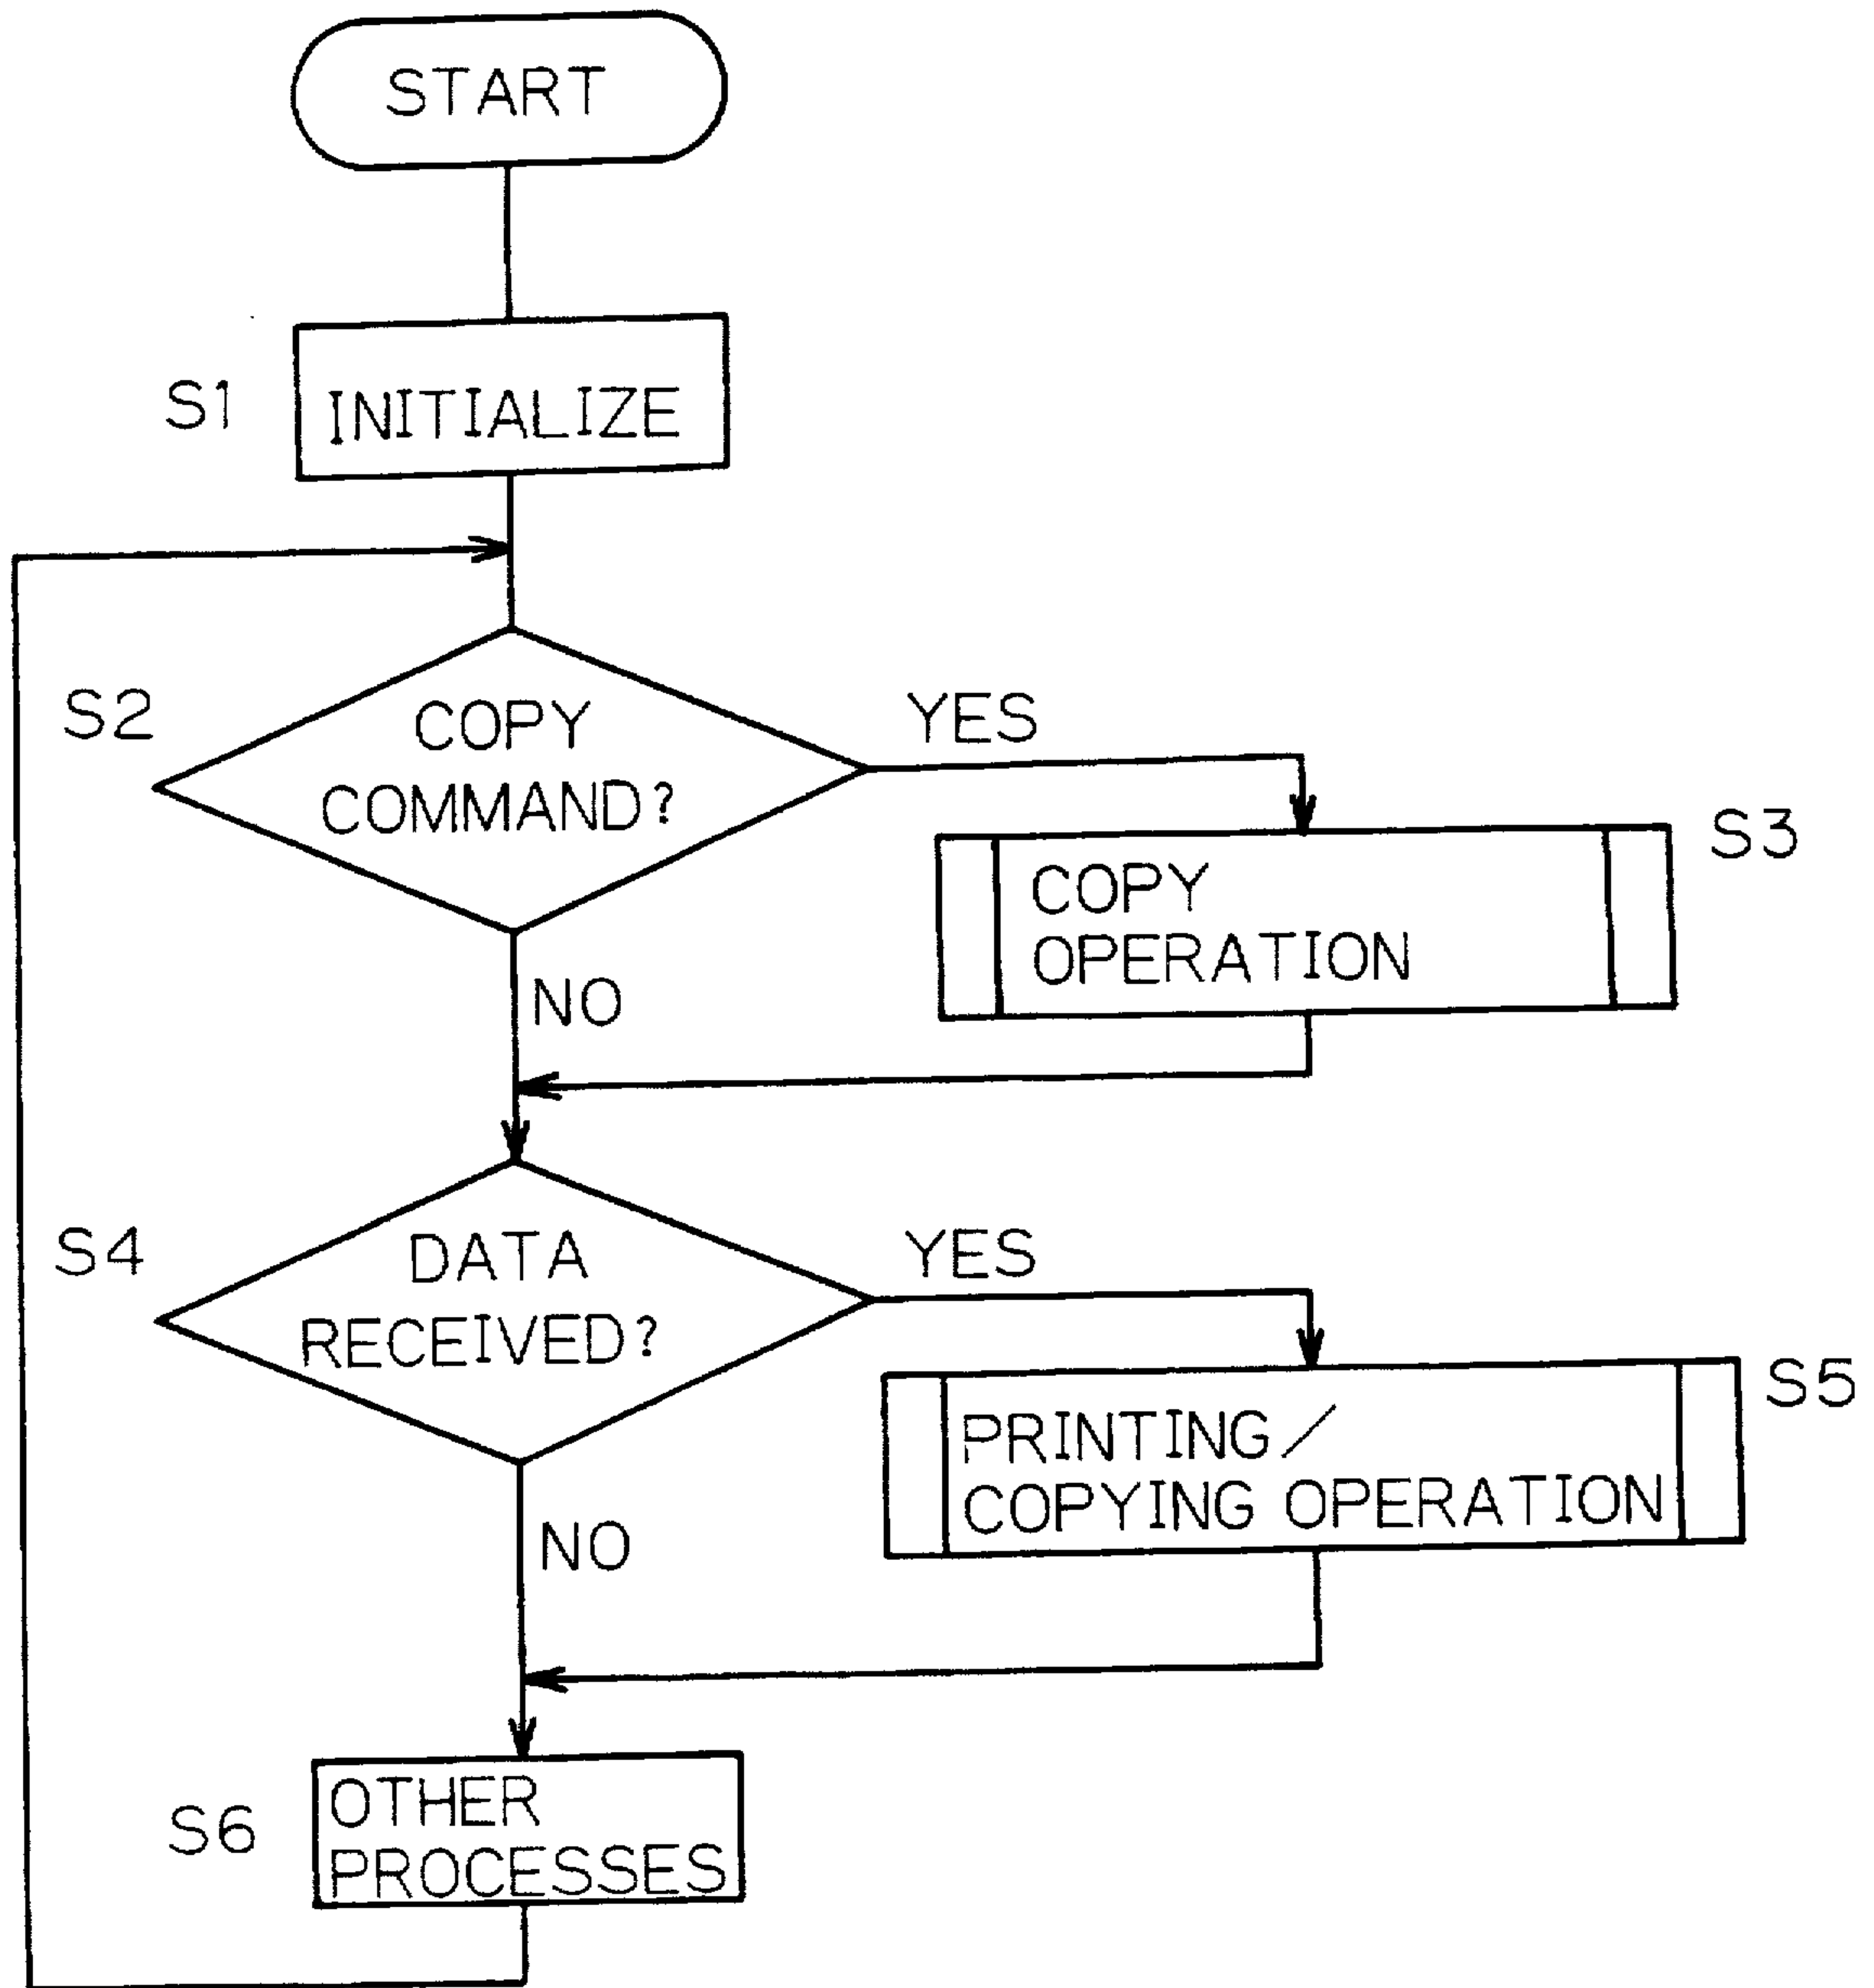 START
S1
INITIALIZE
S2
COPY
COMMAND?
YES
S3
COPY
OPERATION
NO
S4
DATA
RECEIVED?
YES
S5
PRINTING/
COPYING OPERATION
NO
S6
OTHER
PROCESSES